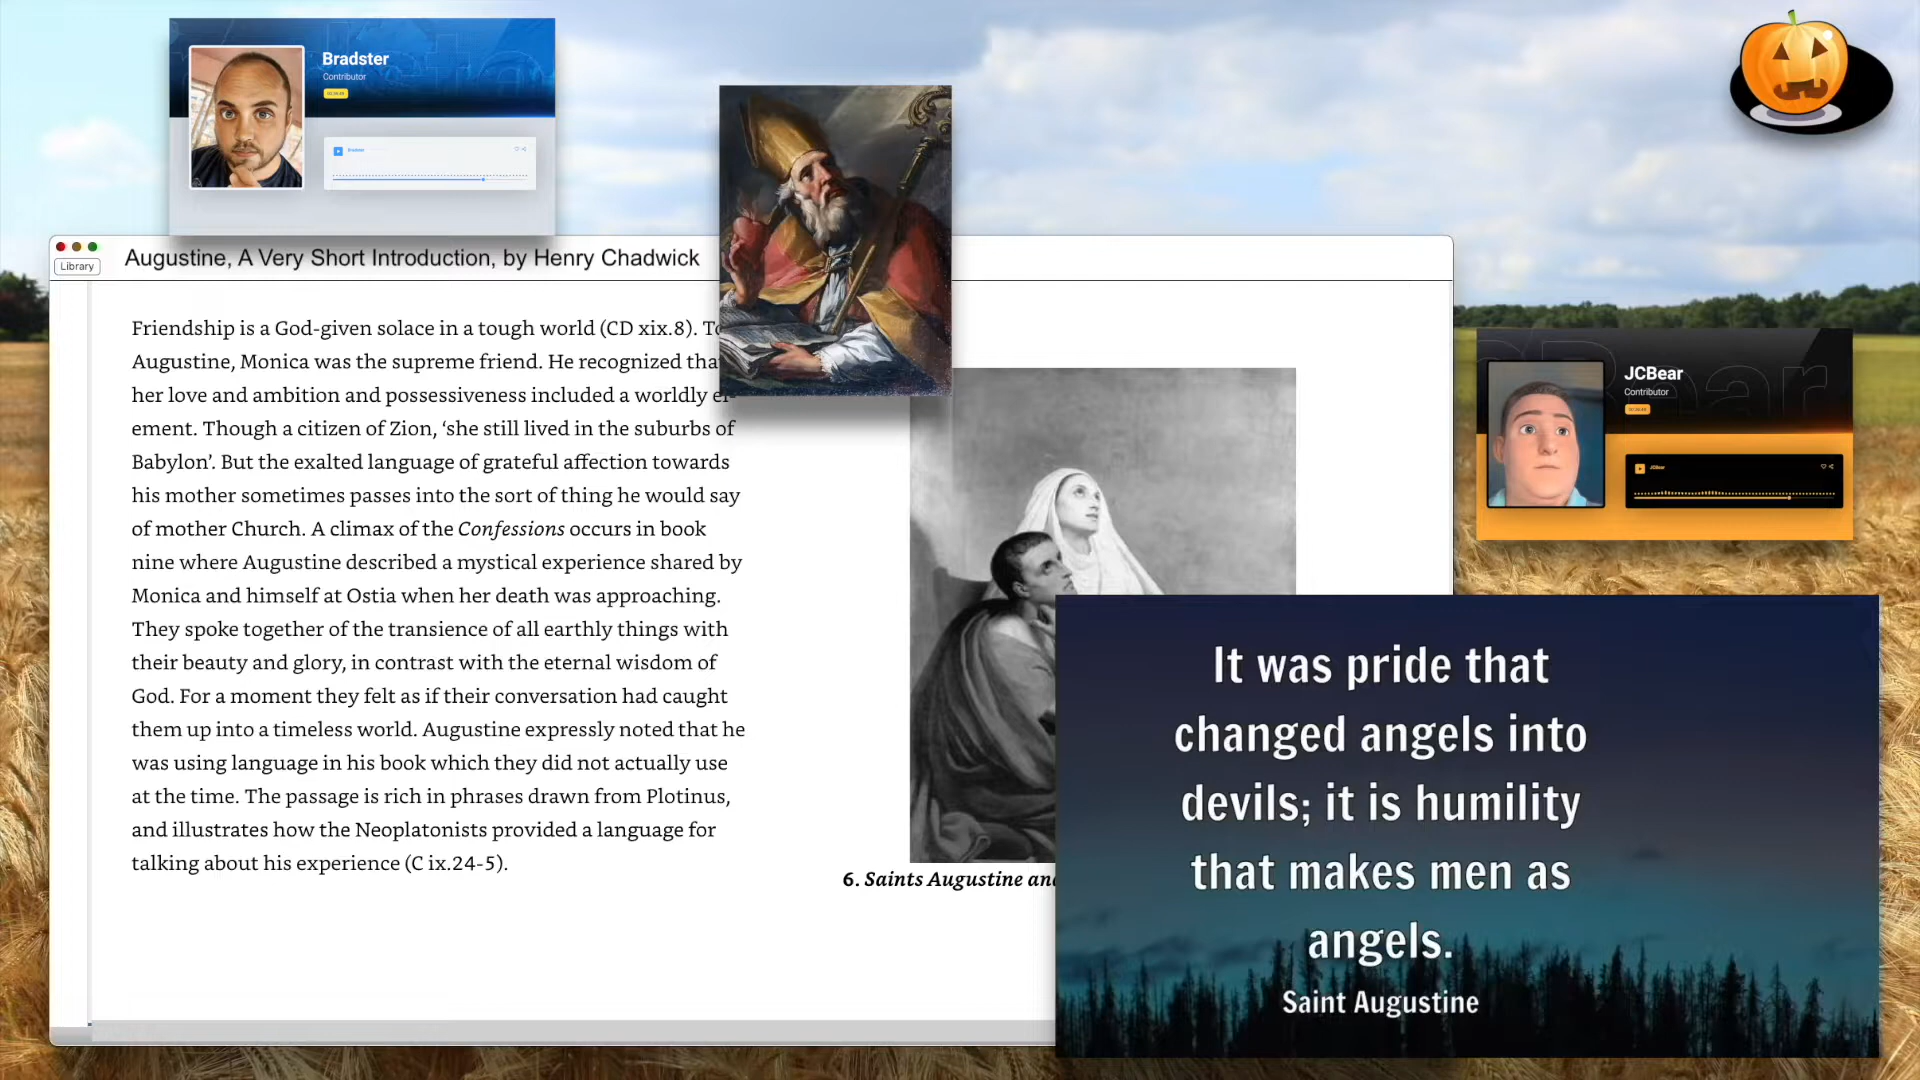 Bradster
Contributor
Bradster
Library
Augustine, A Very Short Introduction, by Henry Chadwick
Friendship is a God-given solace in a tough world (CD xix.8). To
Augustine, Monica was the supreme friend. He recognized tha
her love and ambition and possessiveness included a worldly el-
ement. Though a citizen of Zion, ‘she still lived in the suburbs of
Babylon’. But the exalted language of grateful affection towards
his mother sometimes passes into the sort of thing he would say
of mother Church. A climax of the Confessions occurs in book
nine where Augustine described a mystical experience shared by
Monica and himself at Ostia when her death was approaching.
They spoke together of the transience of all earthly things with
their beauty and glory, in contrast with the eternal wisdom of
God. For a moment they felt as if their conversation had caught
them up into a timeless world. Augustine expressly noted that he
was using language in his book which they did not actually use
at the time. The passage is rich in phrases drawn from Plotinus,
and illustrates how the Neoplatonists provided a language for
talking about his experience (C ix.24-5).
6. Saints Augustine and
JCBear
Contributor
JCBear
It was pride that
changed angels into
devils; it is humility
that makes men as
angels.
Saint Augustine